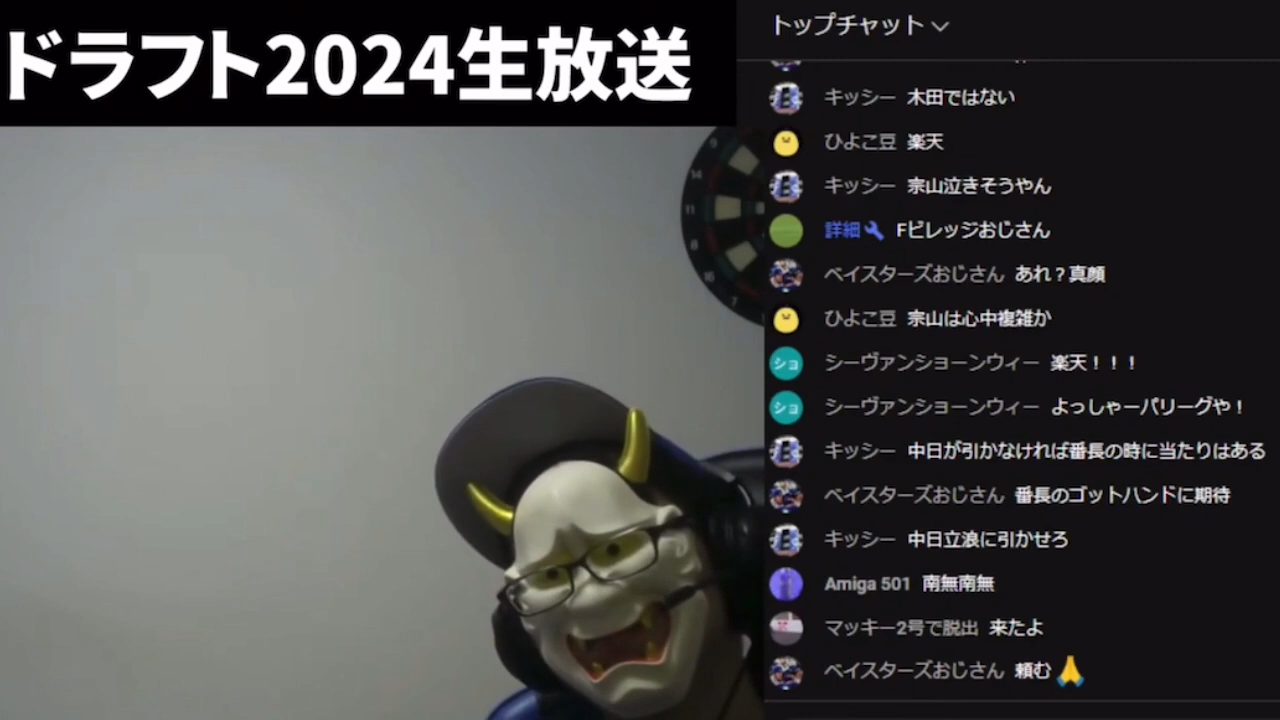 ドラフト2024生放送
トップチャット
キッシー 木田ではない
ひよこ豆 楽天
キッシー 宗山泣きそうやん
詳細 Fビレッジおじさん
ベイスターズおじさん あれ？真顔
ひよこ豆 宗山は心中複雑か
ショ シーヴァンショーンウィー 楽天！！！
ショ シーヴァンショーンウィー よっしゃーパリーグや！
キッシー 中日が引かなければ番長の時に当たりはある
ベイスターズおじさん 番長のゴットハンドに期待
キッシー 中日立浪に引かせろ
Amiga 501 南無南無
マッキー2号で脱出 来たよ
ベイスターズおじさん 頼む🙏
9
14
11
8
16